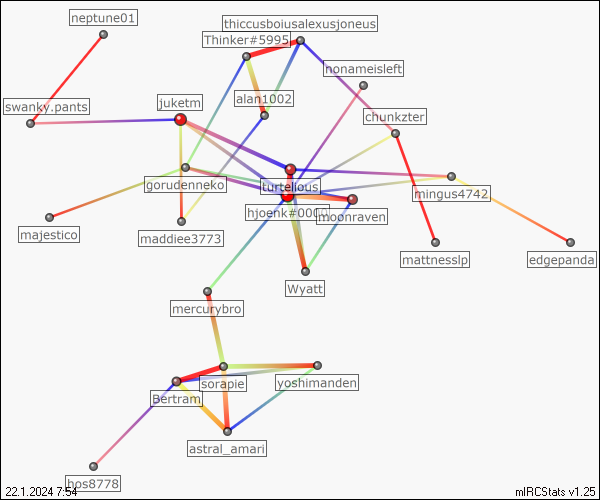 neptune01
thiccusboiusalexusjoneus
Thinker#5995
nonameisleft
swanky.pants
juketm
alan1002
chunkzter
gorudenneko
turtelious
mingus4742
hjoenk#000
moonraven
majestico
maddiee3773
mattnesslp
edgepanda
Wyatt
mercurybro
sorapie
yoshimanden
Bertram
astral_amari
hos8778
22.1.2024 7:54
mIRCStats v1.25